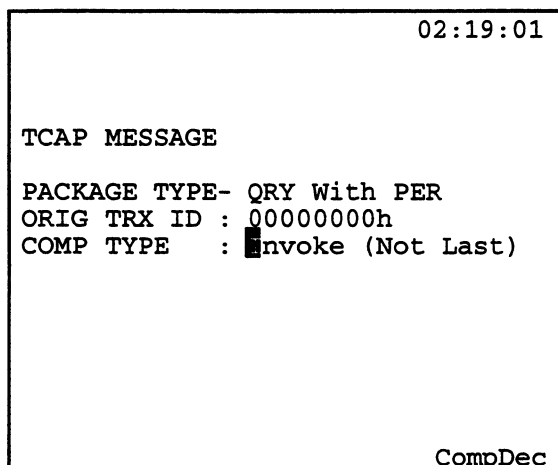 02:19:01
TCAP MESSAGE
PACKAGE TYPE- QRY With PER
ORIG TRX ID : 00000000h
COMP TYPE : Invoke (Not Last)
CompDec